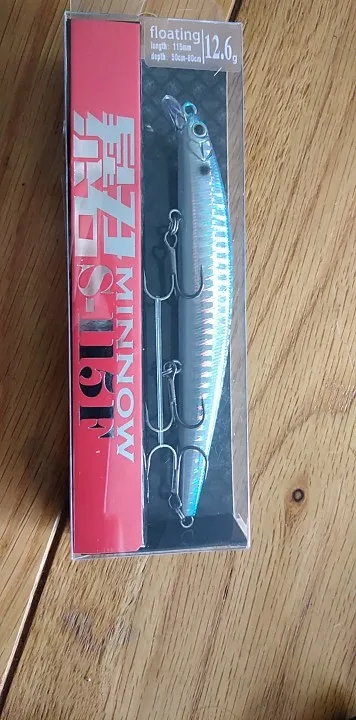 floating
length: 115mm
depth: 50cm-80cm
12.6g
MINNOW
S-115F